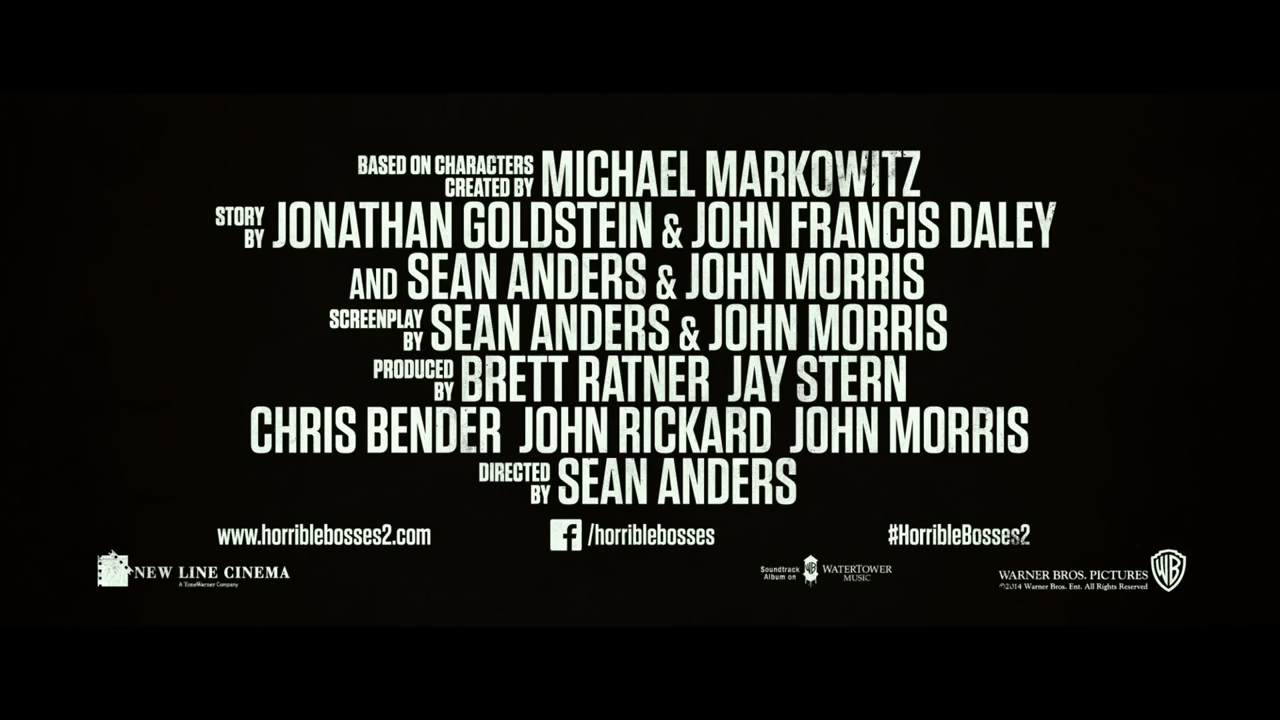 BASED ON CHARACTERS CREATED BY MICHAEL MARKOWITZ
STORY BY JONATHAN GOLDSTEIN & JOHN FRANCIS DALEY
AND SEAN ANDERS & JOHN MORRIS
SCREENPLAY BY SEAN ANDERS & JOHN MORRIS
PRODUCED BY BRETT RATNER JAY STERN
CHRIS BENDER JOHN RICKARD JOHN MORRIS
DIRECTED BY SEAN ANDERS
www.horriblebosses2.com f /horriblebosses #HorribleBosses2
NEW LINE CINEMA
A TimeWarner Company
Soundtrack Album on WB WATERTOWER MUSIC
WARNER BROS. PICTURES WB
©2014 Warner Bros. Ent. All Rights Reserved